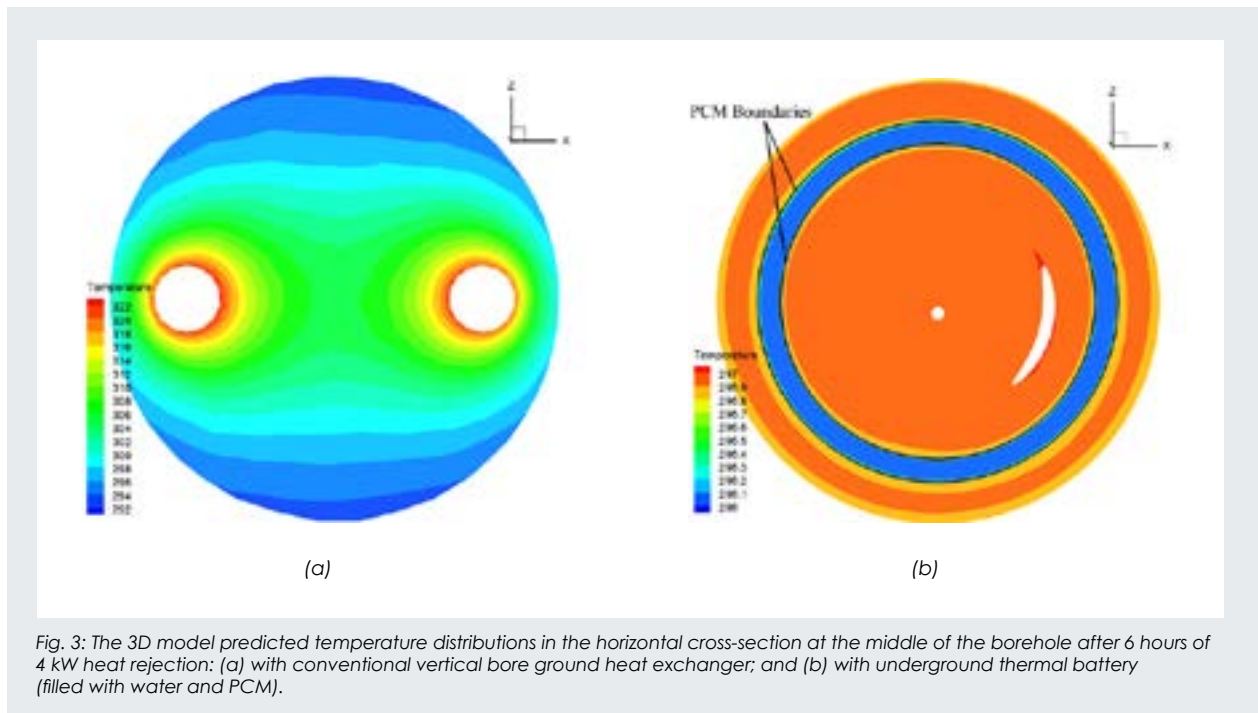 Z
X
Temperature
322
320
318
316
314
312
310
308
306
304
302
300
298
296
294
292
(a)
PCM Boundaries
Z
X
Temperature
297
296.9
296.8
296.7
296.6
296.5
296.4
296.3
296.2
296.1
296
(b)
Fig. 3: The 3D model predicted temperature distributions in the horizontal cross-section at the middle of the borehole after 6 hours of
4 kW heat rejection: (a) with conventional vertical bore ground heat exchanger; and (b) with underground thermal battery
(filled with water and PCM).